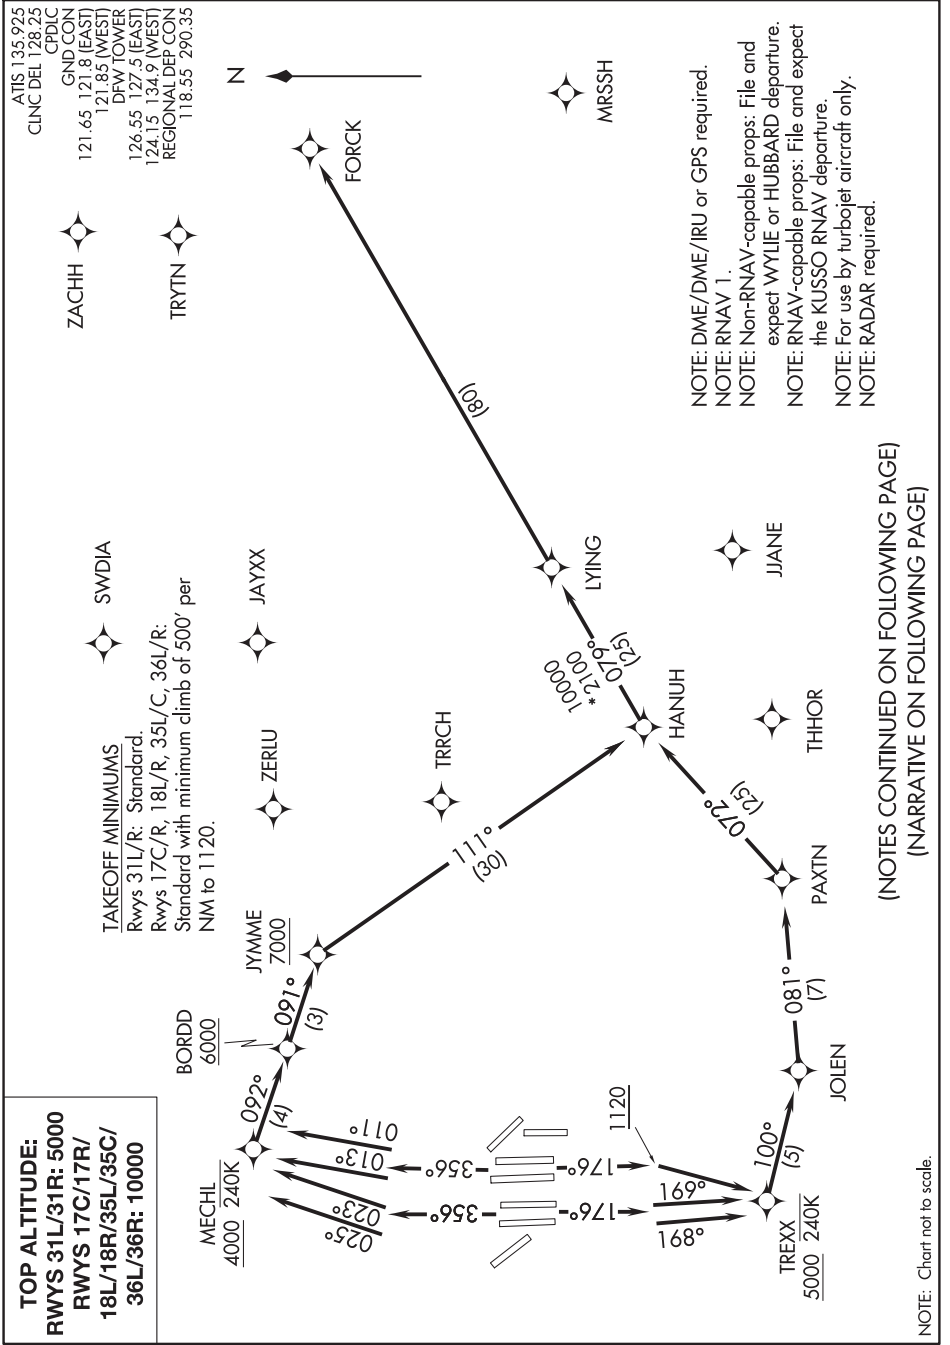 TOP ALTITUDE:
RWYS 31L/31R: 5000
RWYS 17C/17R/
18L/18R/35L/35C/
36L/36R: 10000
ATIS 135.925
CLNC DEL 128.25
CPDLC
GND CON
121.65 121.8 (EAST)
121.85 (WEST)
DFW TOWER
126.55 127.5 (EAST)
124.15 134.9 (WEST)
REGIONAL DEP CON
118.55 290.35
TAKEOFF MINIMUMS
Rwys 31L/R: Standard.
Rwys 17C/R, 18L/R, 35L/C, 36L/R:
Standard with minimum climb of 500' per
NM to 1120.
SWDIA
ZACHH
TRYTN
N
JAYXX
ZERLU
BORDD
6000
JYMME
7000
MECHL
4000 240K
092°
(4)
091°
(3)
111°
(30)
TRRCH
FORCK
(80)
LYING
10000
*2100
079°
(25)
HANUH
MRSSH
025°
023°
013°
011°
356°
356°
176°
176°
1120
168°
169°
TREXX
5000 240K
100°
(5)
JOLEN
081°
(7)
PAXTN
072°
(25)
THHOR
JJANE
NOTE: DME/DME/IRU or GPS required.
NOTE: RNAV 1.
NOTE: Non-RNAV-capable props: File and
expect WYLIE or HUBBARD departure.
NOTE: RNAV-capable props: File and expect
the KUSSO RNAV departure.
NOTE: For use by turbojet aircraft only.
NOTE: RADAR required.
(NOTES CONTINUED ON FOLLOWING PAGE)
(NARRATIVE ON FOLLOWING PAGE)
NOTE: Chart not to scale.